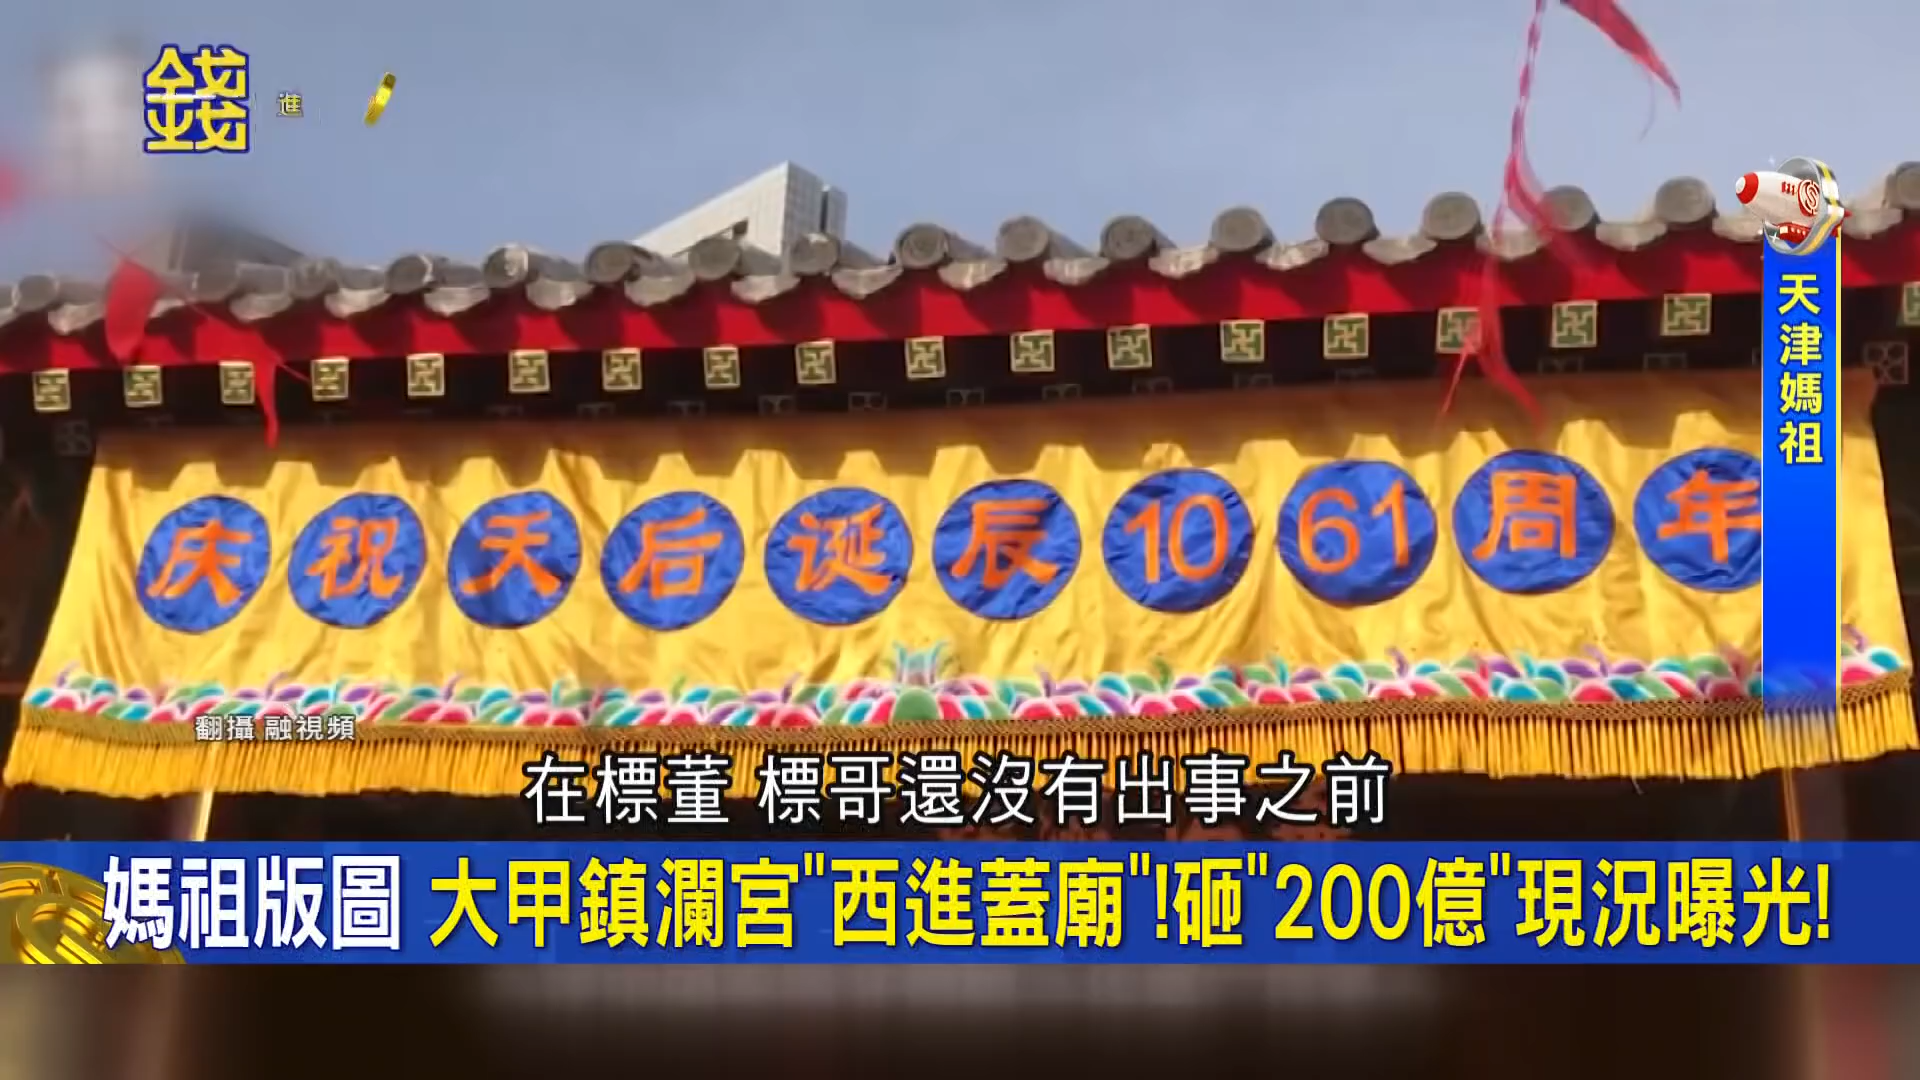 錢
進
天津媽祖
庆祝天后诞辰1061周年
翻攝 融視頻
在標董 標哥還沒有出事之前
媽祖版圖 大甲鎮瀾宮"西進蓋廟"!砸"200億"現況曝光!